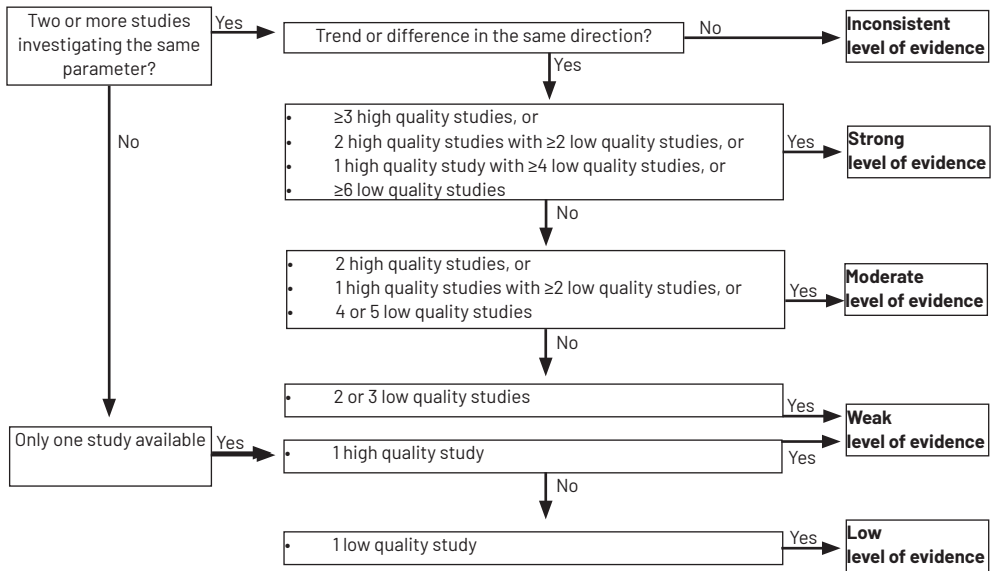 Two or more studies
investigating the same
parameter?
Yes
Trend or difference in the same direction?
No
Inconsistent
level of evidence
Yes
No
• ≥3 high quality studies, or
• 2 high quality studies with ≥2 low quality studies, or
• 1 high quality study with ≥4 low quality studies, or
• ≥6 low quality studies
Yes
Strong
level of evidence
No
• 2 high quality studies, or
• 1 high quality studies with ≥2 low quality studies, or
• 4 or 5 low quality studies
Yes
Moderate
level of evidence
No
• 2 or 3 low quality studies
Yes
Weak
level of evidence
Only one study available
Yes
• 1 high quality study
Yes
No
• 1 low quality study
Yes
Low
level of evidence